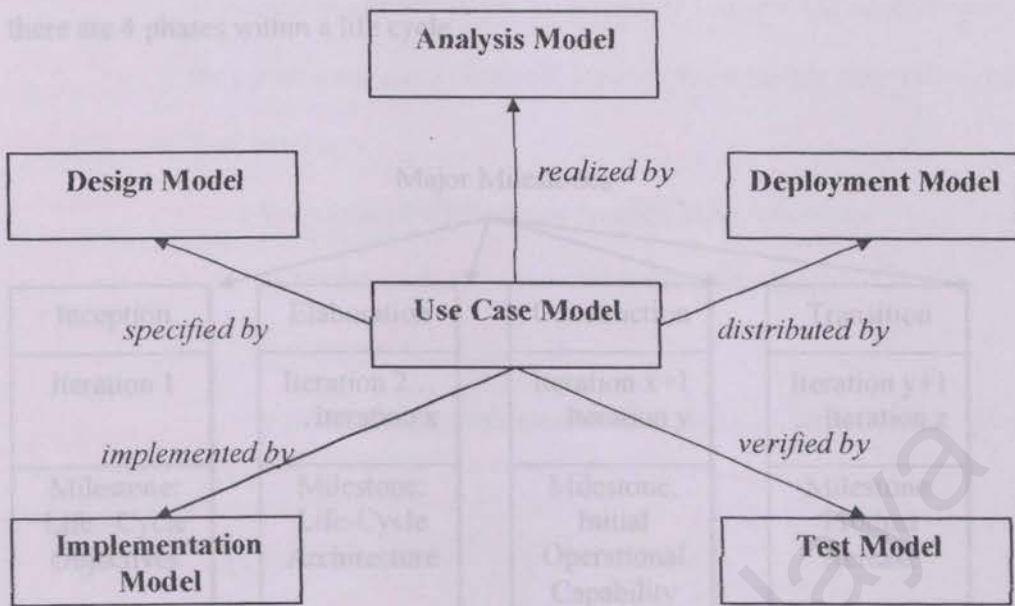 there are 4 phases within a life cycle
Analysis Model
realized by
Design Model
Major Milestones
Deployment Model
Use Case Model
Inception
Elaboration
Construction
Transition
specified by
distributed by
Iteration 1
Iteration 2...
...iteration x
Iteration x+1
...iteration y
Iteration y+1
...iteration z
implemented by
verified by
Milestone:
Life-Cycle
Objectives
Milestone:
Life-Cycle
Architecture
Milestone:
Initial
Operational
Capability
Milestone:
Product
Release
Implementation
Model
Test Model
laya